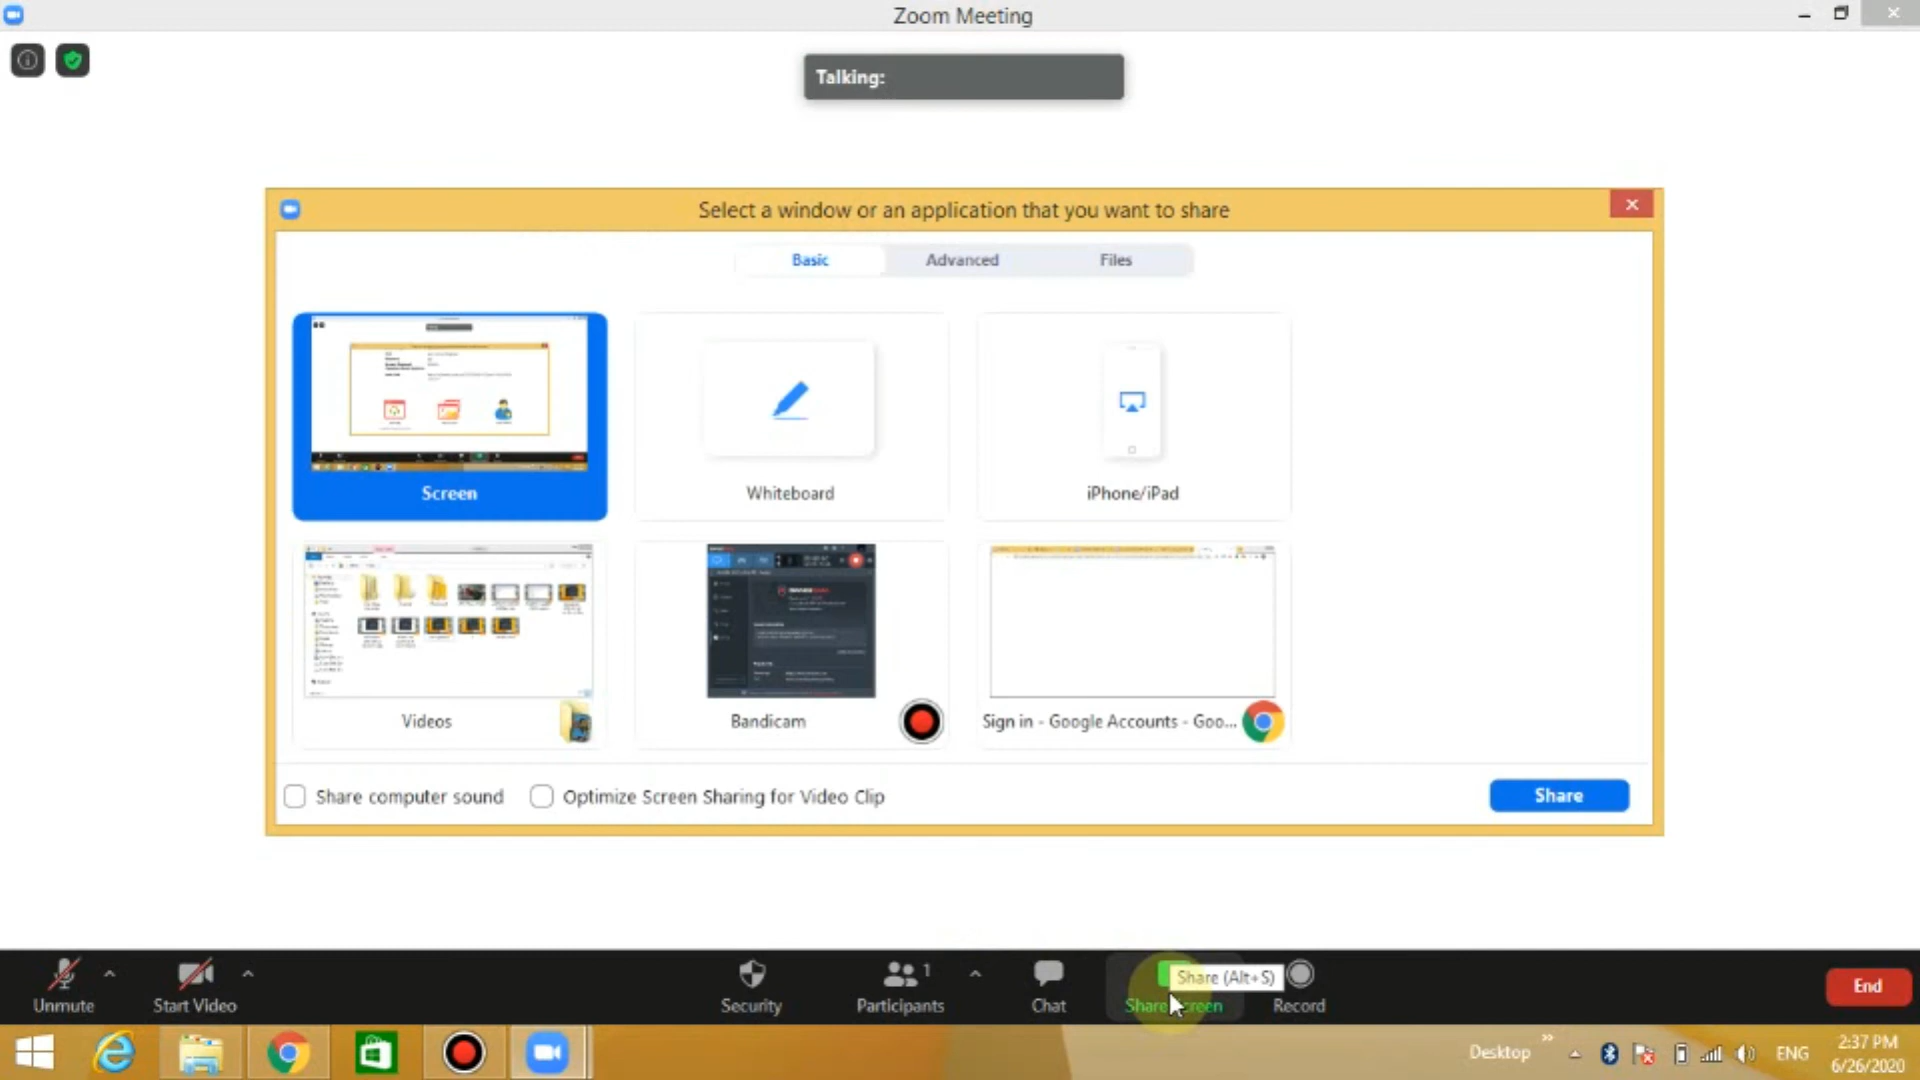 Zoom Meeting
Talking:
Select a window or an application that you want to share
Basic
Advanced
Files
Screen
Whiteboard
iPhone/iPad
Videos
Bandicam
Sign in - Google Accounts - Goo...
Share computer sound
Optimize Screen Sharing for Video Clip
Share
Unmute
Start Video
Security
Participants
1
Chat
Share Screen
Share (Alt+S)
Record
End
Desktop
ENG
2:37 PM
6/26/2020